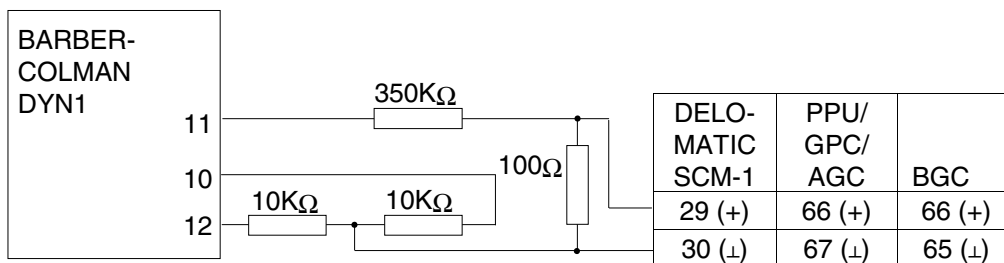 BARBER-
COLMAN
DYN1
11
10
12
350KΩ
100Ω
10KΩ
10KΩ
DELO-
MATIC
SCM-1
PPU/
GPC/
AGC
BGC
29 (+) 66 (+) 66 (+)
30 (⊥) 67 (⊥) 65 (⊥)